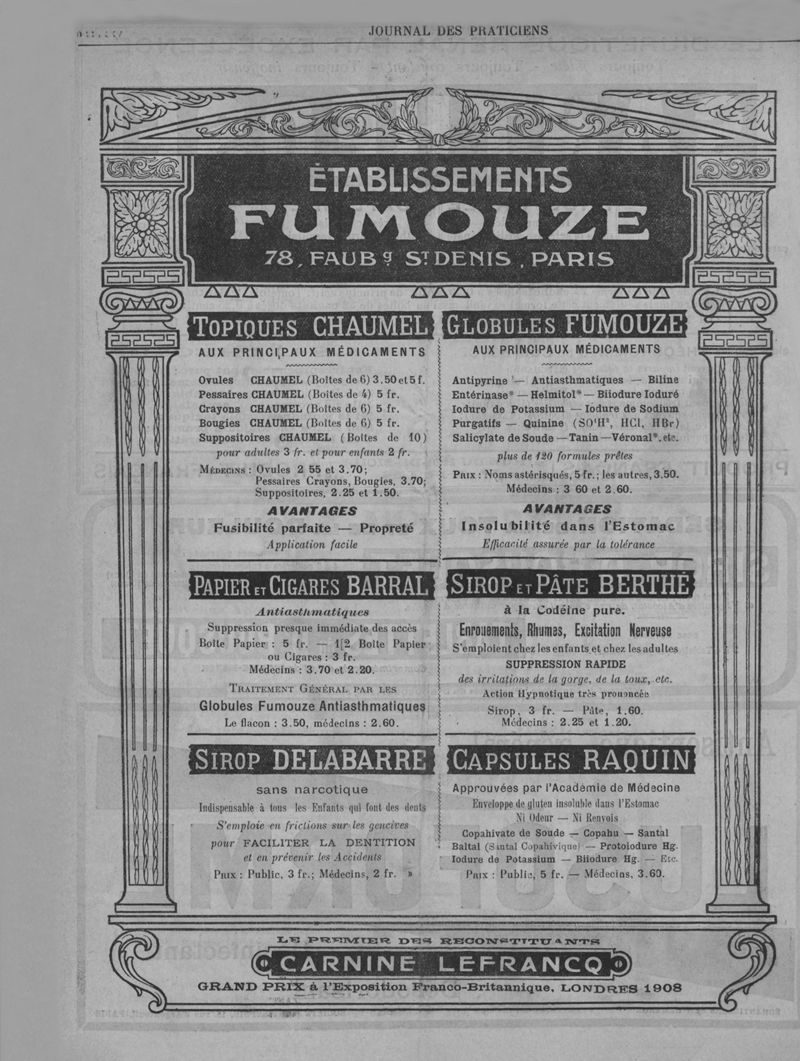 JOURNAL DES PRATICIENS
ÉTABLISSEMENTS
FUMOUZE
78, FAUBg ST DENIS, PARIS
TOPIQUES CHAUMEL
AUX PRINCIPAUX MÉDICAMENTS
Ovules CHAUMEL (Boîtes de 6) 3.50 et 5 f.
Pessaires CHAUMEL (Boîtes de 4) 5 fr.
Crayons CHAUMEL (Boîtes de 6) 5 fr.
Bougies CHAUMEL (Boîtes de 6) 5 fr.
Suppositoires CHAUMEL (Boîtes de 10)
pour adultes 3 fr. et pour enfants 2 fr.
MÉDECINS : Ovules 2 55 et 3.70;
Pessaires Crayons, Bougies, 3.70;
Suppositoires, 2.25 et 1.50.
AVANTAGES
Fusibilité parfaite — Propreté
Application facile
GLOBULES FUMOUZE
AUX PRINCIPAUX MÉDICAMENTS
Antipyrine — Antiasthmatiques — Biline
Entérinase* — Helmitol* — Biiodure Ioduré
Iodure de Potassium — Iodure de Sodium
Purgatifs — Quinine (SO⁴H², HCl, HBr)
Salicylate de Soude — Tanin — Véronal*, etc.
plus de 120 formules prêtes
PRIX : Noms astérisqués, 5 fr.; les autres, 3.50.
Médecins : 3 60 et 2.60.
AVANTAGES
Insolubilité dans l'Estomac
Efficacité assurée par la tolérance
PAPIER ET CIGARES BARRAL
Antiasthmatiques
Suppression presque immédiate des accès
Boîte Papier : 5 fr. — 1/2 Boîte Papier
ou Cigares : 3 fr.
Médecins : 3.70 et 2.20.
TRAITEMENT GÉNÉRAL PAR LES
Globules Fumouze Antiasthmatiques
Le flacon : 3.50, médecins : 2.60.
SIROP ET PÂTE BERTHÉ
à la Codéine pure.
Enrouements, Rhumes, Excitation Nerveuse
S'emploient chez les enfants et chez les adultes
SUPPRESSION RAPIDE
des irritations de la gorge, de la toux, etc.
Action Hypnotique très prononcée
Sirop, 3 fr. — Pâte, 1.60.
Médecins : 2.25 et 1.20.
SIROP DELABARRE
sans narcotique
Indispensable à tous les Enfants qui font des dents
S'emploie en frictions sur les gencives
pour FACILITER LA DENTITION
et en prévenir les Accidents
PRIX : Public, 3 fr.; Médecins, 2 fr. »
CAPSULES RAQUIN
Approuvées par l'Académie de Médecine
Enveloppe de gluten insoluble dans l'Estomac
Ni Odeur — Ni Renvois
Copahivate de Soude — Copahu — Santal
Baltal (Santal Copahivique) — Protoiodure Hg.
Iodure de Potassium — Biiodure Hg. — Etc.
PRIX : Public, 5 fr. — Médecins, 3.60.
LE PREMIER DES RECONSTITUANTS
CARNINE LEFRANCQ
GRAND PRIX à l'Exposition Franco-Britannique, LONDRES 1908